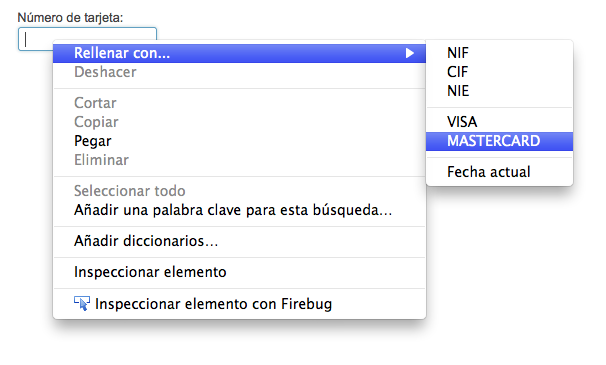 Número de tarjeta:
Rellenar con...
Deshacer
Cortar
Copiar
Pegar
Eliminar
Seleccionar todo
Añadir una palabra clave para esta búsqueda...
Añadir diccionarios...
Inspeccionar elemento
Inspeccionar elemento con Firebug
NIF
CIF
NIE
VISA
MASTERCARD
Fecha actual